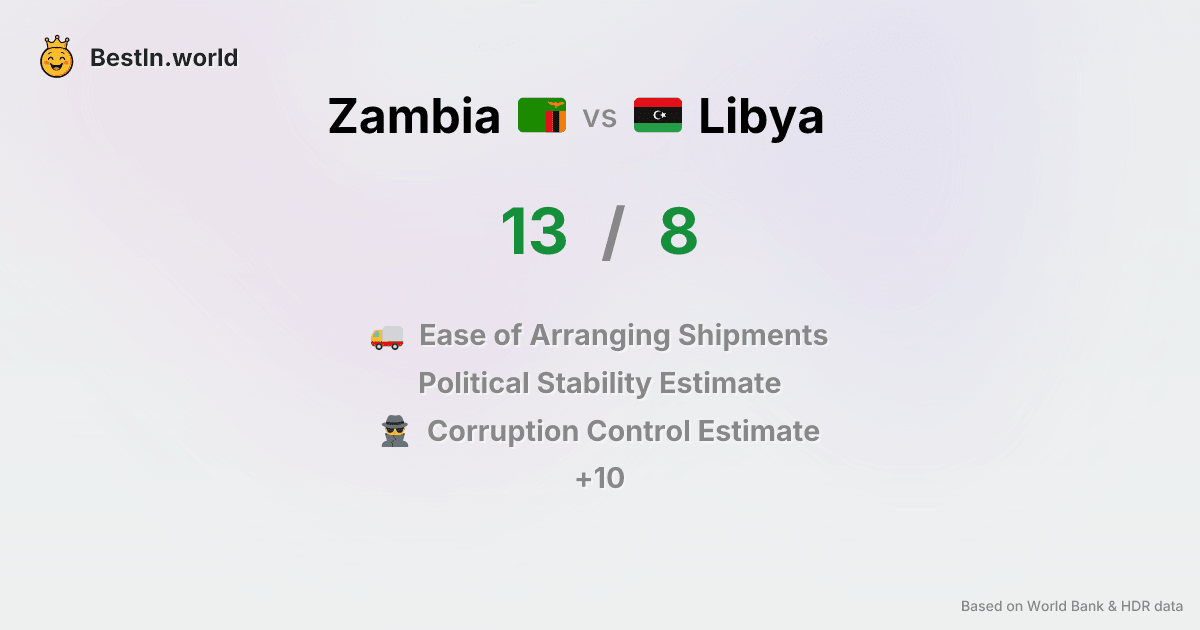 BestIn.world
Zambia vs Libya
13 / 8
Ease of Arranging Shipments
Political Stability Estimate
Corruption Control Estimate
+10
Based on World Bank & HDR data